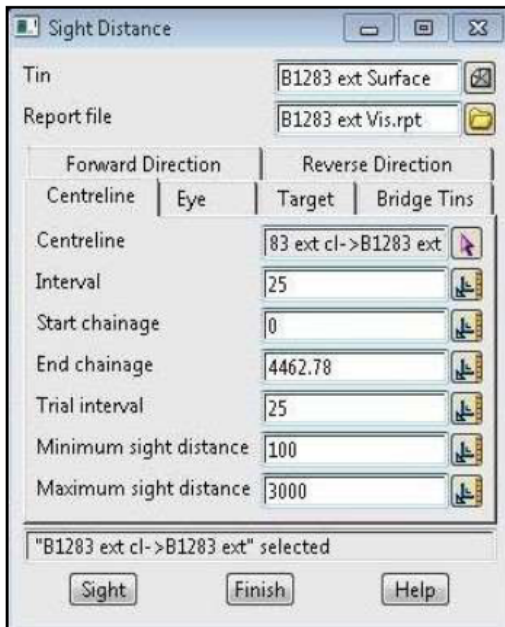 Sight Distance
Tin B1283 ext Surface
Report file B1283 ext Vis.rpt
Forward Direction Reverse Direction
Centreline Eye Target Bridge Tins
Centreline 83 ext cl->B1283 ext
Interval 25
Start chainage 0
End chainage 4462.78
Trial interval 25
Minimum sight distance 100
Maximum sight distance 3000
"B1283 ext cl->B1283 ext" selected
Sight Finish Help